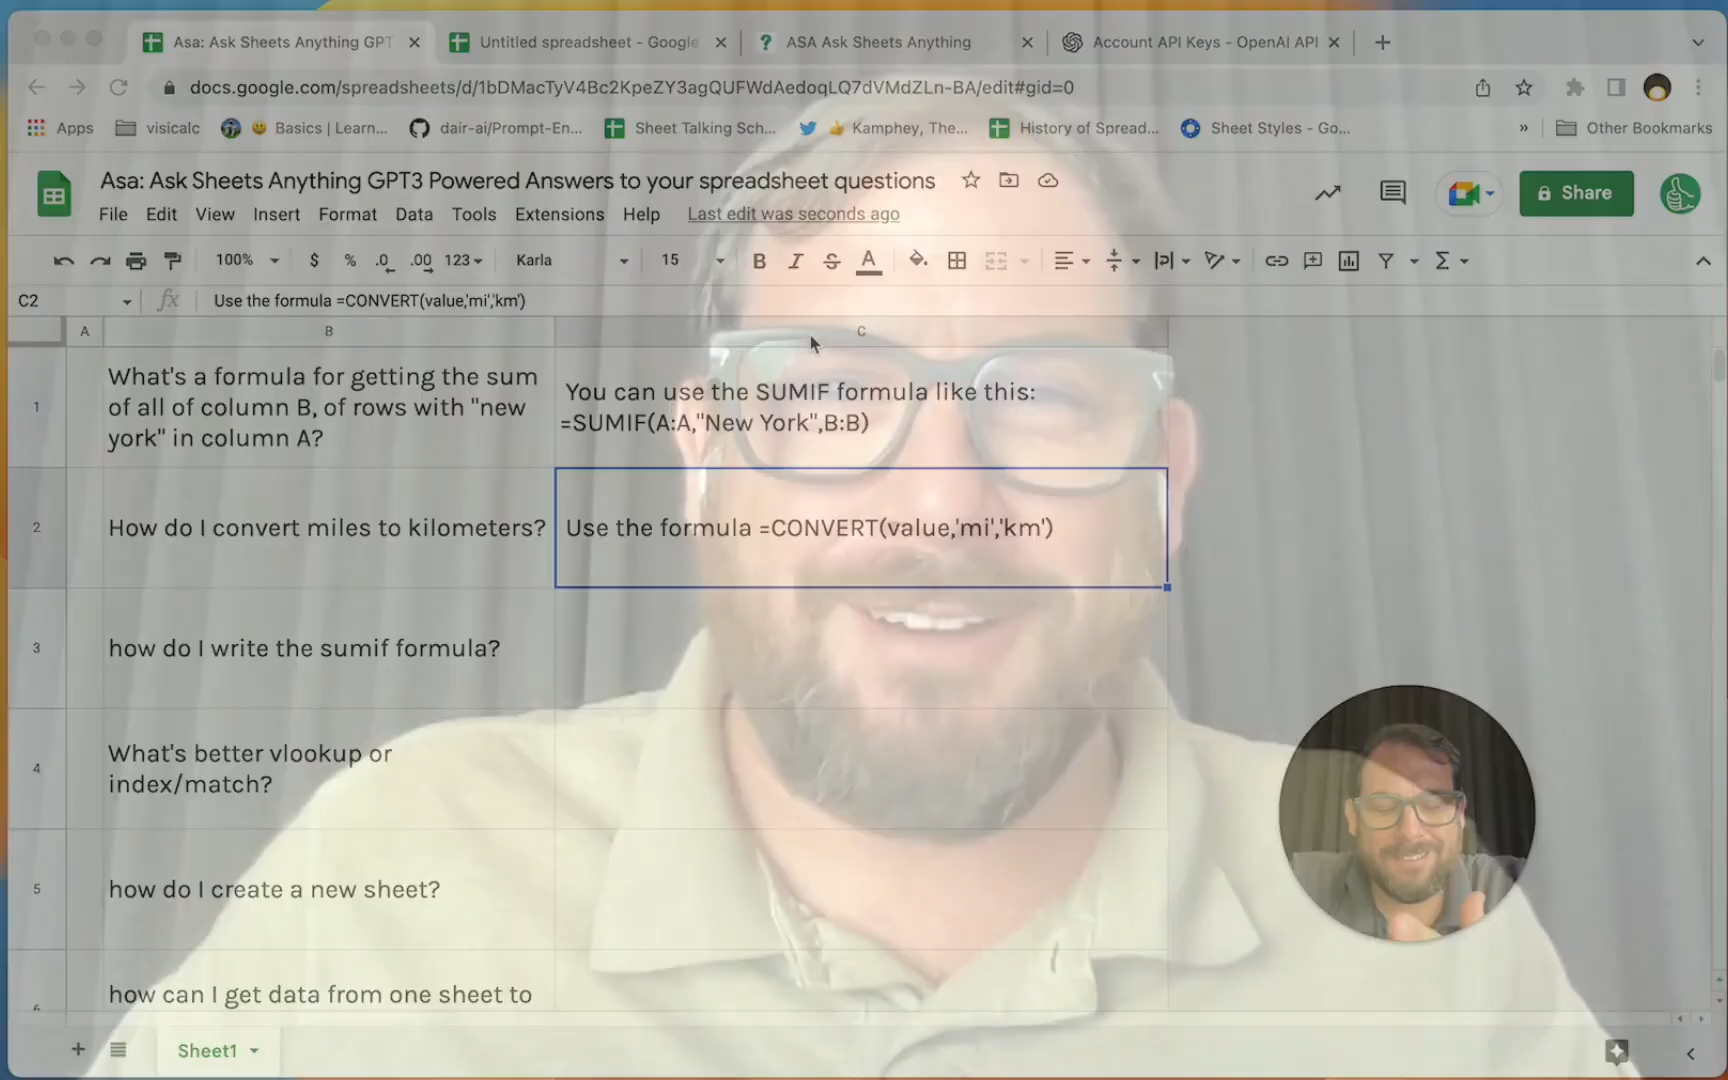 Asa: Ask Sheets Anything GPT
Untitled spreadsheet - Google
? ASA Ask Sheets Anything
Account API Keys - OpenAI API
docs.google.com/spreadsheets/d/1bDMacTyV4Bc2KpeZY3agQUFWdAedoqLQ7dVMdZLn-BA/edit#gid=0
Apps
visicalc
Basics | Learn...
dair-ai/Prompt-En...
Sheet Talking Sch...
Kamphey, The...
History of Spread...
Sheet Styles - Go...
»
Other Bookmarks
Asa: Ask Sheets Anything GPT3 Powered Answers to your spreadsheet questions
Share
File Edit View Insert Format Data Tools Extensions Help Last edit was seconds ago
100% $ % .0 .00 123 Karla 15 B I S A Σ
C2 fx Use the formula =CONVERT(value,'mi','km')
A B C
1
What's a formula for getting the sum
of all of column B, of rows with "new
york" in column A?
You can use the SUMIF formula like this:
=SUMIF(A:A,"New York",B:B)
2
How do I convert miles to kilometers?
Use the formula =CONVERT(value,'mi','km')
3
how do I write the sumif formula?
4
What's better vlookup or
index/match?
5
how do I create a new sheet?
6
how can I get data from one sheet to
Sheet1